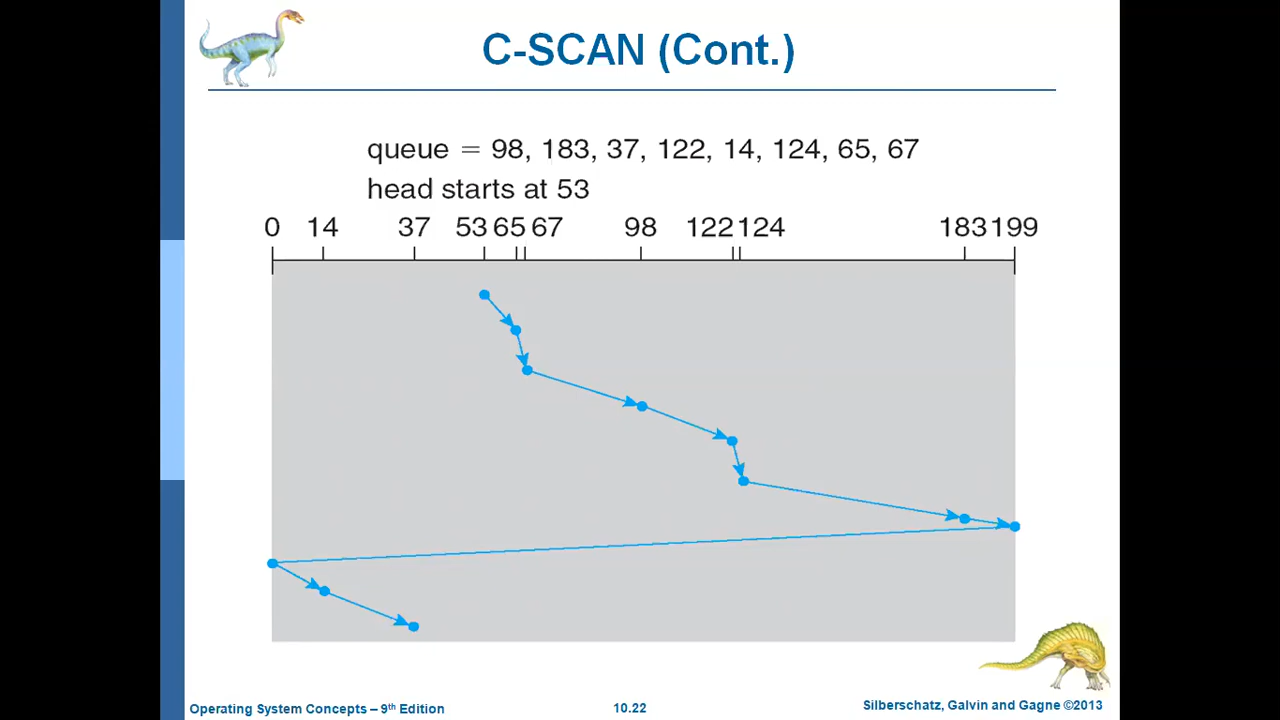 C-SCAN (Cont.)
queue = 98, 183, 37, 122, 14, 124, 65, 67
head starts at 53
0 14 37 53 65 67 98 122 124 183 199
Operating System Concepts – 9th Edition 10.22 Silberschatz, Galvin and Gagne ©2013